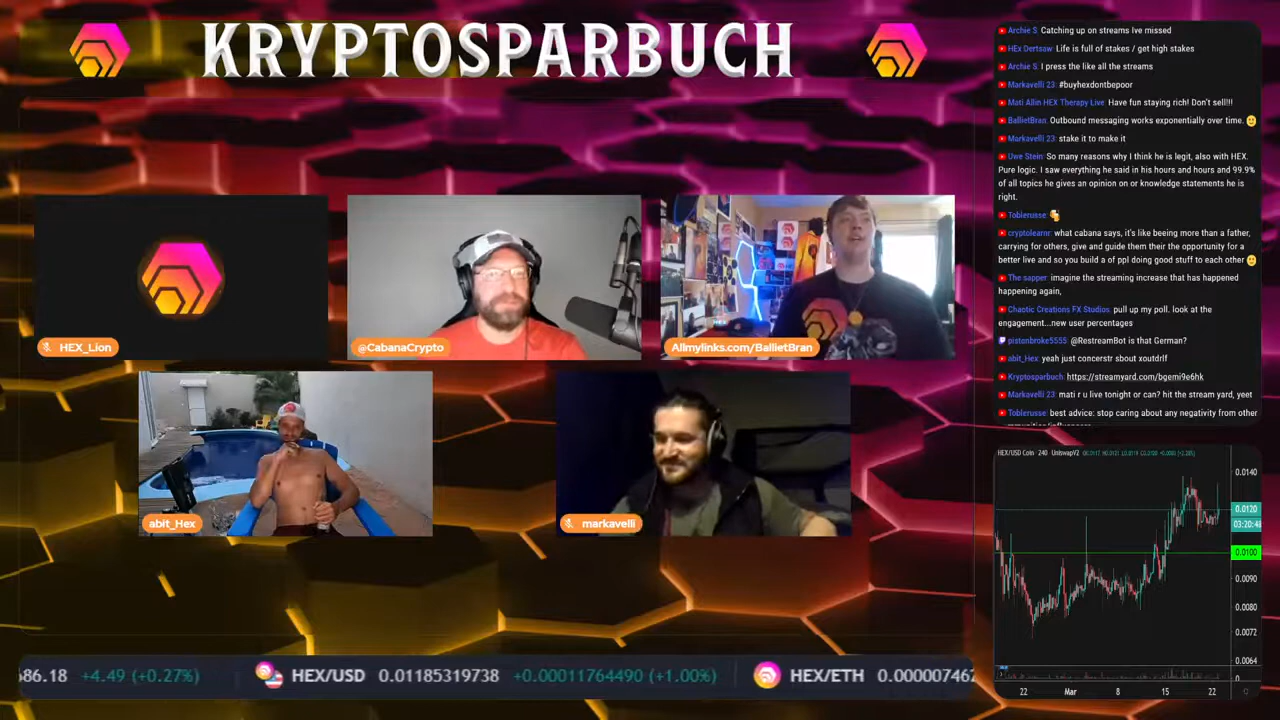 KRYPTOSPARBUCH
HEX_Lion
@CabanaCrypto
Allmylinks.com/BallietBran
abit_Hex
markavelli
Archie S. Catching up on streams Ive missed
HEx Dertsaw: Life is full of stakes / get high stakes
Archie S. I press the like all the streams
Markavelli 23: #buyhexdontbepoor
Mati Allin HEX Therapy Live: Have fun staying rich! Don't sell!!!
BallietBran: Outbound messaging works exponentially over time. 🙂
Markavelli 23: stake it to make it
Uwe Stein: So many reasons why I think he is legit, also with HEX.
Pure logic. I saw everything he said in his hours and hours and 99.9%
of all topics he gives an opinion on or knowledge statements he is
right.
Toblerusse:
cryptolearnr: what cabana says, it's like beeing more than a father,
carrying for others, give and guide them their the opportunity for a
better live and so you build a of ppl doing good stuff to each other 🙂
The sapper: imagine the streaming increase that has happened
happening again,
Chaotic Creations FX Studios: pull up my poll. look at the
engagement...new user percentages
pistonbroke5555: @RestreamBot is that German?
abit_Hex: yeah just concerstr sbout xoutdrlf
Kryptosparbuch: https://streamyard.com/bgemi9e6hk
Markavelli 23: mati r u live tonight or can? hit the stream yard, yeet
Toblerusse: best advice: stop caring about any negativity from other
HEX/USD Coin · 240 · UniswapV2
0.0140
0.0120
03:20:48
0.0100
0.0090
0.0080
0.0072
0.0064
0
22 Mar 8 15 22
86.18 +4.49 (+0.27%) HEX/USD 0.01185319738 +0.00011764490 (+1.00%) HEX/ETH 0.000007462